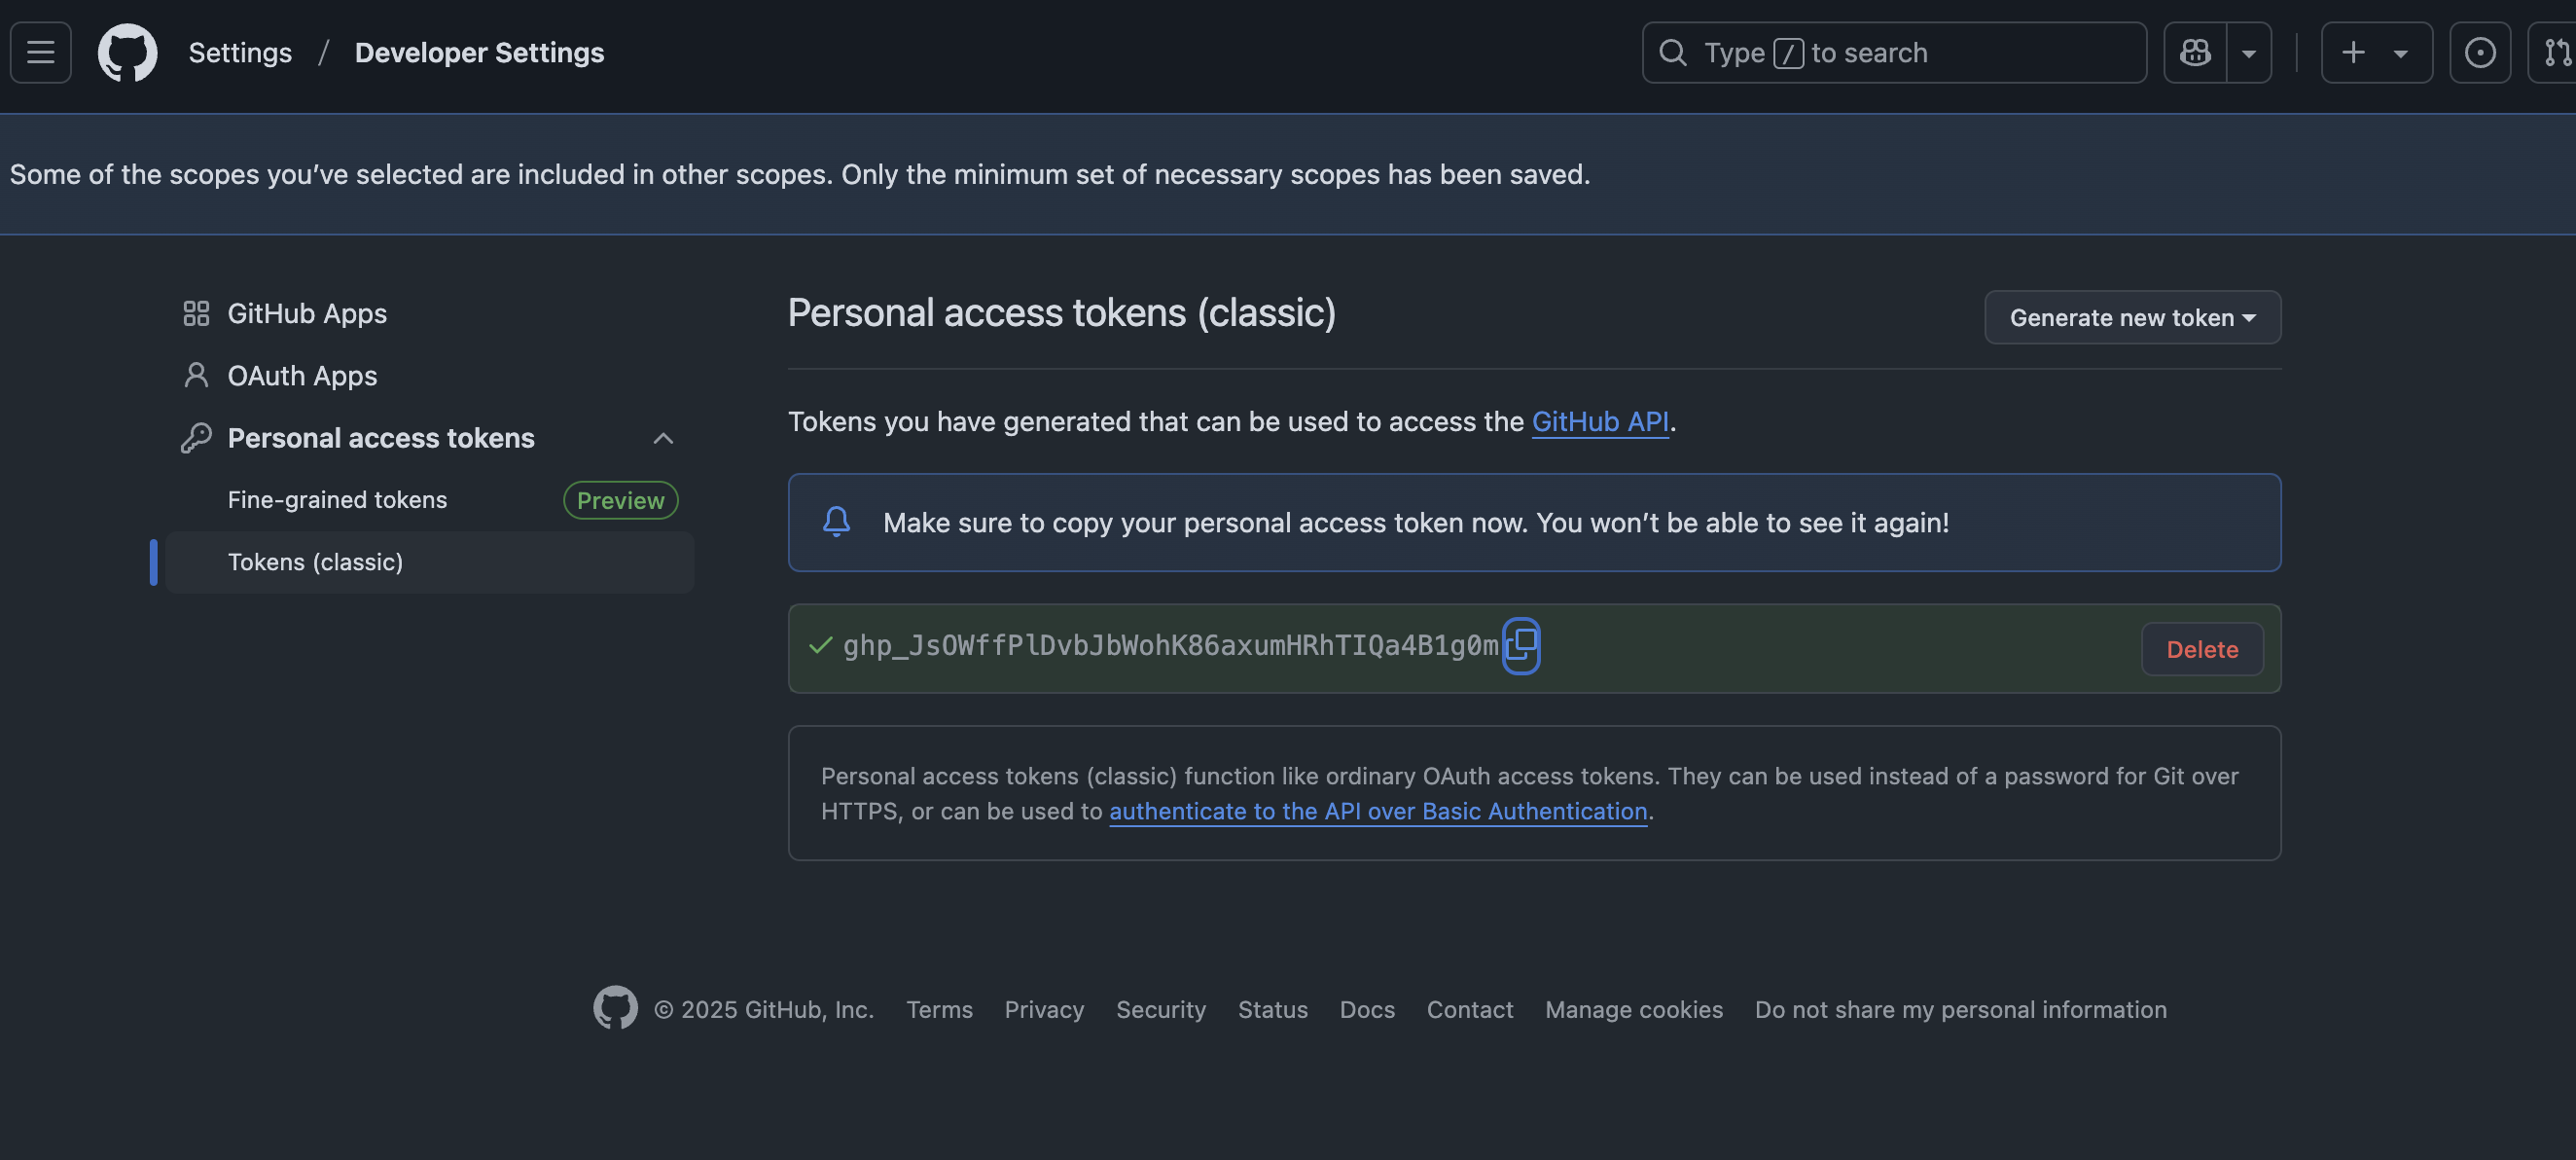 Settings / Developer Settings
Type / to search
Some of the scopes you’ve selected are included in other scopes. Only the minimum set of necessary scopes has been saved.
GitHub Apps
OAuth Apps
Personal access tokens
Fine-grained tokens Preview
Tokens (classic)
Personal access tokens (classic)
Generate new token
Tokens you have generated that can be used to access the GitHub API.
Make sure to copy your personal access token now. You won’t be able to see it again!
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
Delete
Personal access tokens (classic) function like ordinary OAuth access tokens. They can be used instead of a password for Git over
HTTPS, or can be used to authenticate to the API over Basic Authentication.
© 2025 GitHub, Inc. Terms Privacy Security Status Docs Contact Manage cookies Do not share my personal information